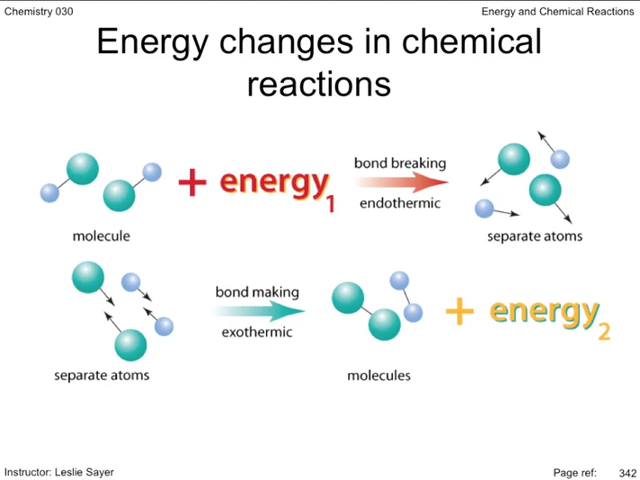 Chemistry 030
Energy and Chemical Reactions
Energy changes in chemical
reactions
+ energy1
bond breaking
endothermic
molecule
separate atoms
bond making
exothermic
+ energy2
separate atoms
molecules
Instructor: Leslie Sayer
Page ref: 342